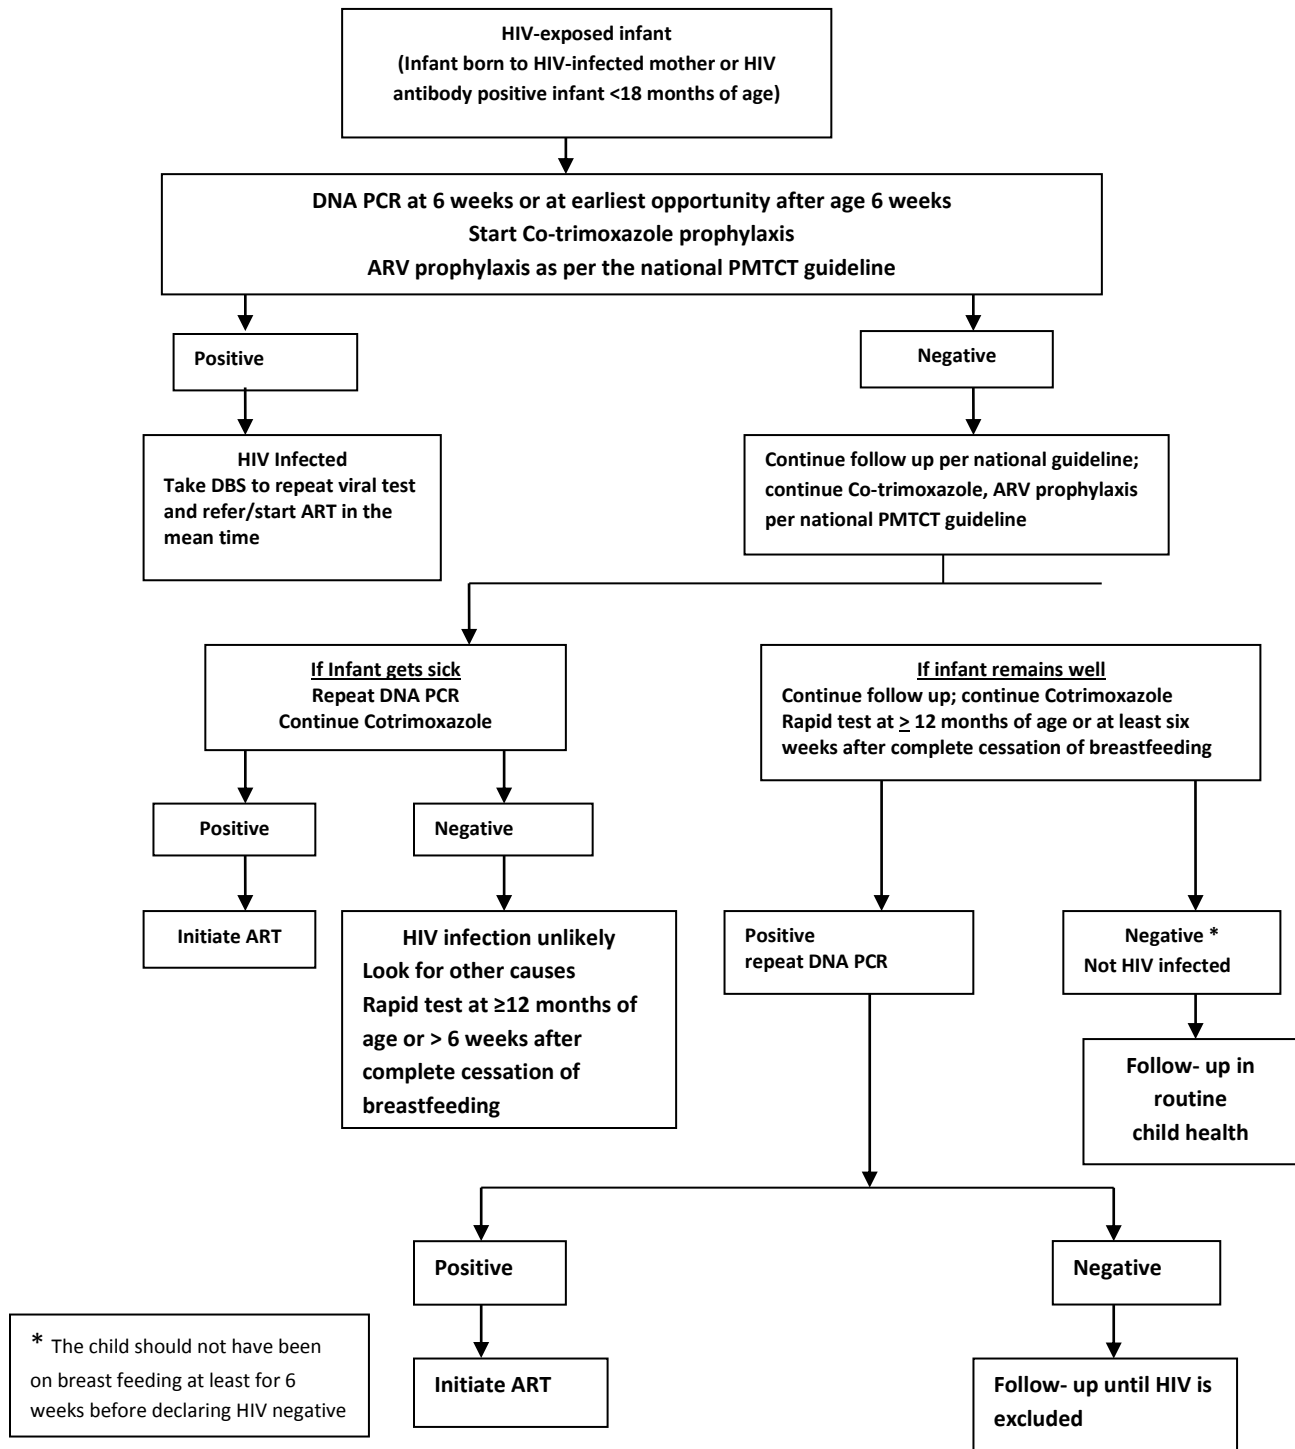 HIV-exposed infant
(Infant born to HIV-infected mother or HIV
antibody positive infant <18 months of age)
DNA PCR at 6 weeks or at earliest opportunity after age 6 weeks
Start Co-trimoxazole prophylaxis
ARV prophylaxis as per the national PMTCT guideline
Positive
Negative
HIV Infected
Take DBS to repeat viral test
and refer/start ART in the
mean time
Continue follow up per national guideline;
continue Co-trimoxazole, ARV prophylaxis
per national PMTCT guideline
If Infant gets sick
Repeat DNA PCR
Continue Cotrimoxazole
If infant remains well
Continue follow up; continue Cotrimoxazole
Rapid test at ≥ 12 months of age or at least six
weeks after complete cessation of breastfeeding
Positive
Negative
Initiate ART
HIV infection unlikely
Look for other causes
Rapid test at ≥12 months of
age or > 6 weeks after
complete cessation of
breastfeeding
Positive
repeat DNA PCR
Negative *
Not HIV infected
Follow- up in
routine
child health
Positive
Negative
Initiate ART
Follow- up until HIV is
excluded
* The child should not have been
on breast feeding at least for 6
weeks before declaring HIV negative